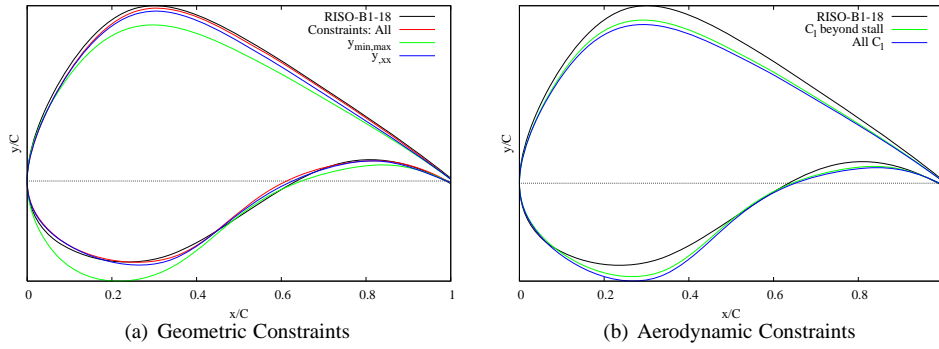 RISO-B1-18
Constraints: All
y_min,max
y_,xx
y/C
0 0.2 0.4 0.6 0.8 1
x/C
(a) Geometric Constraints
RISO-B1-18
C_l beyond stall
All C_l
y/C
0 0.2 0.4 0.6 0.8
x/C
(b) Aerodynamic Constraints